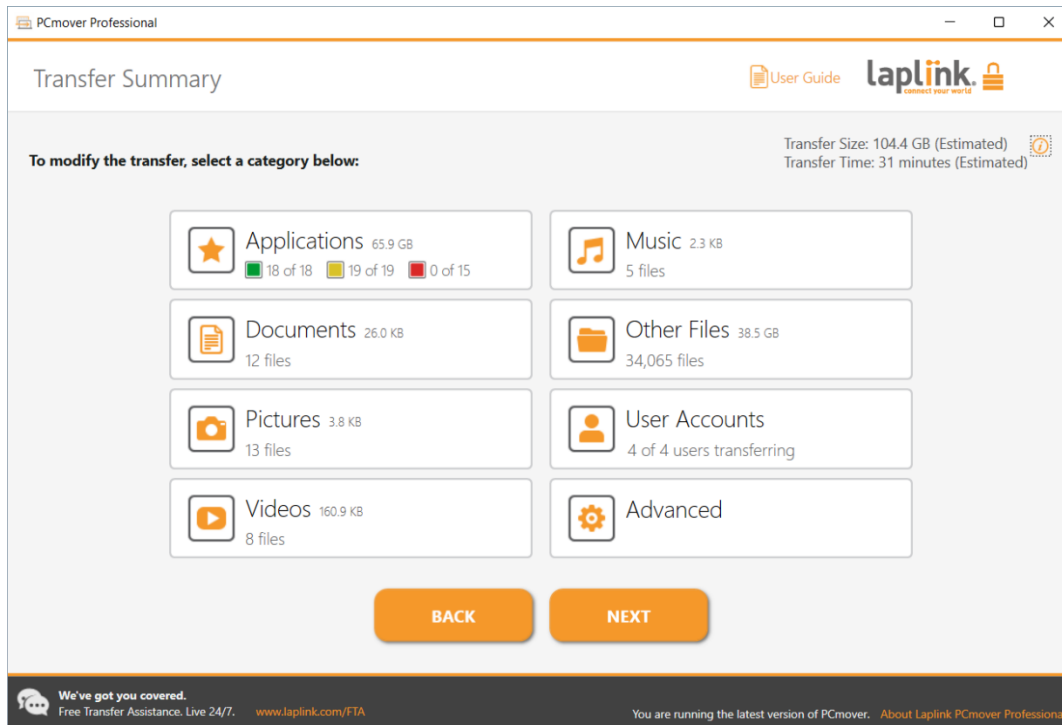 PCmover Professional
Transfer Summary
User Guide
laplink.
connect your world
To modify the transfer, select a category below:
Transfer Size: 104.4 GB (Estimated)
Transfer Time: 31 minutes (Estimated)
Applications 65.9 GB
18 of 18 19 of 19 0 of 15
Music 2.3 KB
5 files
Documents 26.0 KB
12 files
Other Files 38.5 GB
34,065 files
Pictures 3.8 KB
13 files
User Accounts
4 of 4 users transferring
Videos 160.9 KB
8 files
Advanced
BACK
NEXT
We've got you covered.
Free Transfer Assistance. Live 24/7. www.laplink.com/FTA
You are running the latest version of PCmover. About Laplink PCmover Professional